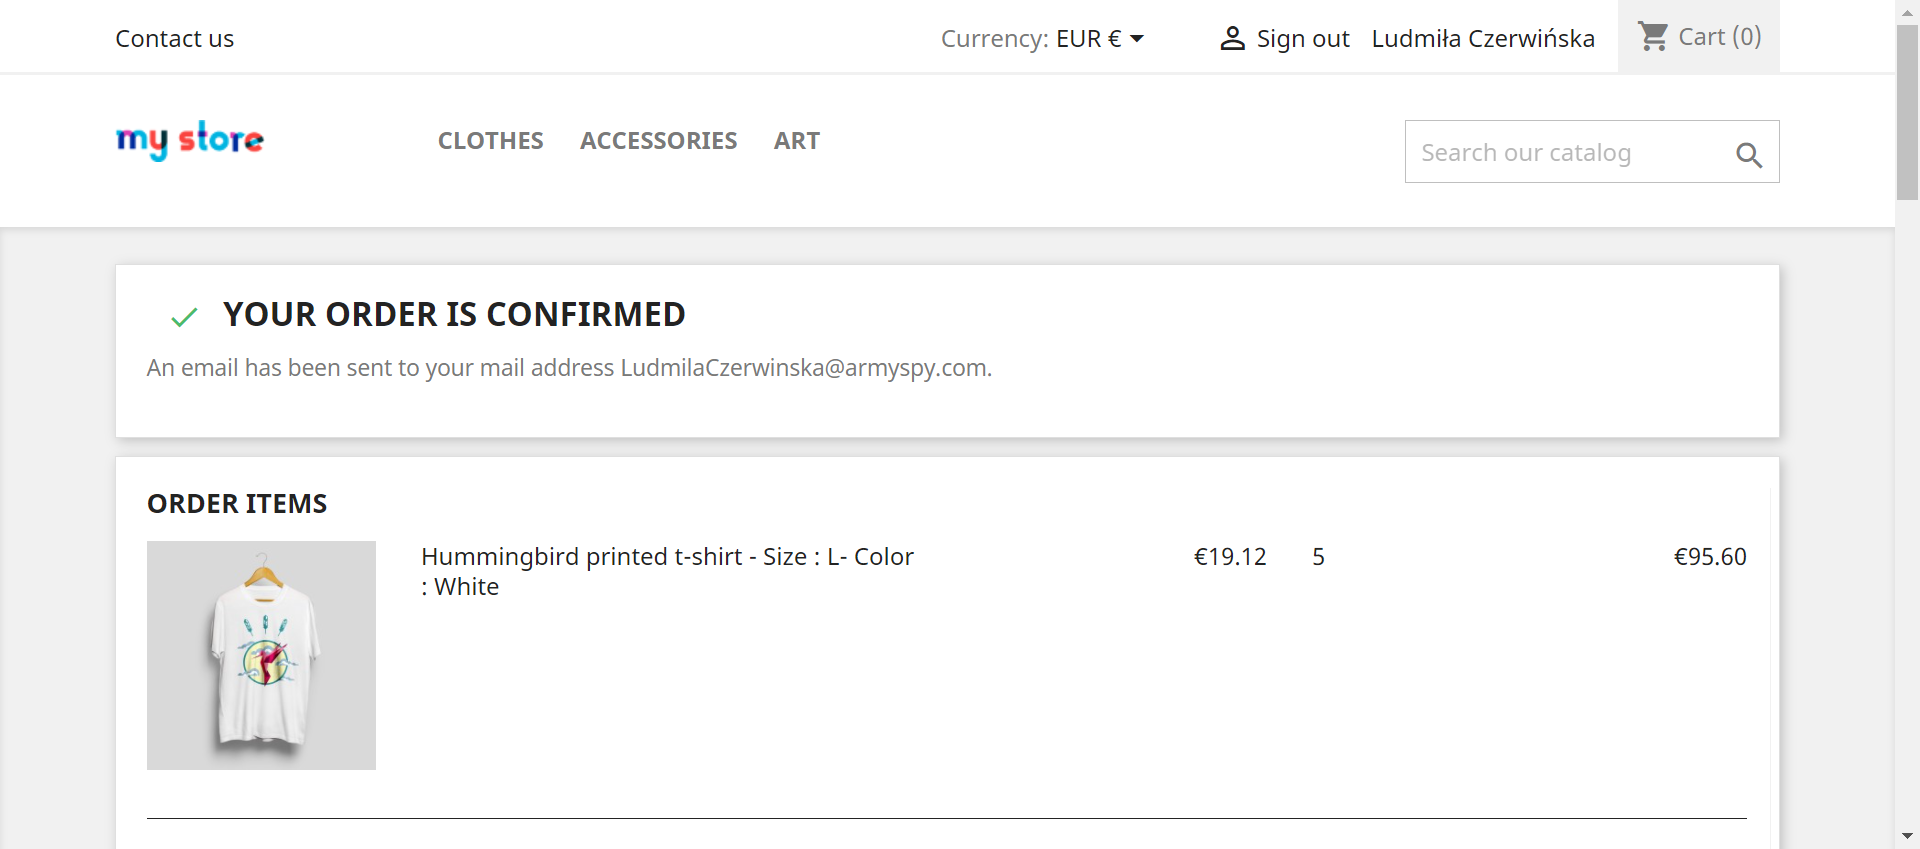 Contact us
Currency: EUR €
Sign out
Ludmiła Czerwińska
Cart (0)
my store
CLOTHES
ACCESSORIES
ART
Search our catalog
YOUR ORDER IS CONFIRMED
An email has been sent to your mail address LudmilaCzerwinska@armyspy.com.
ORDER ITEMS
Hummingbird printed t-shirt - Size : L- Color
: White
€19.12
5
€95.60